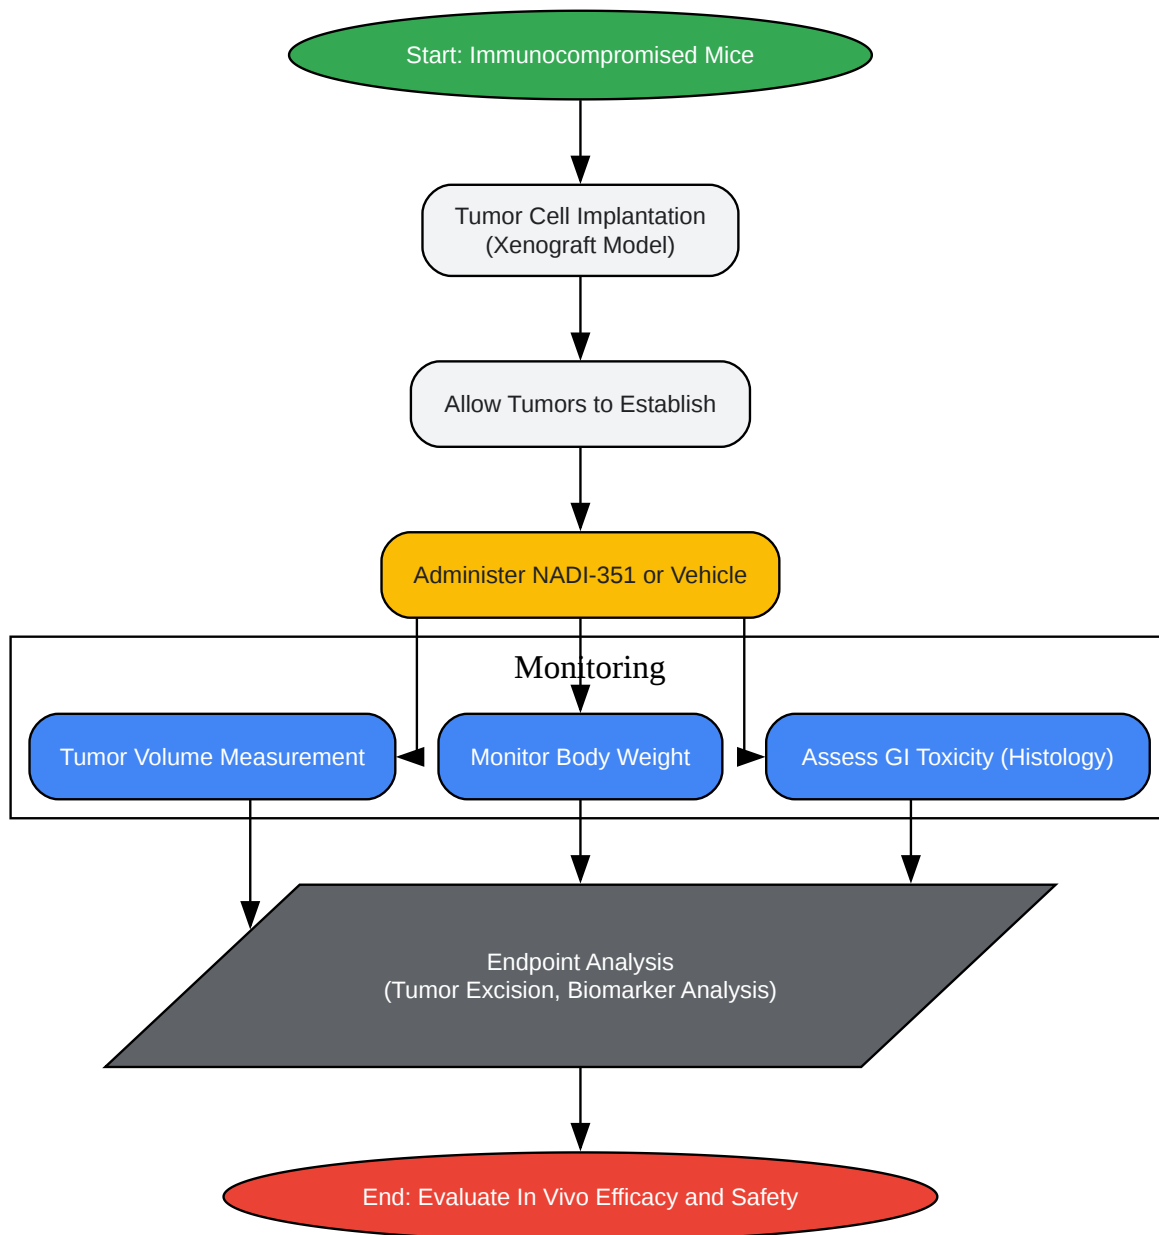 Start: Immunocompromised Mice
Tumor Cell Implantation
(Xenograft Model)
Allow Tumors to Establish
Administer NADI-351 or Vehicle
Monitoring
Tumor Volume Measurement
Monitor Body Weight
Assess GI Toxicity (Histology)
Endpoint Analysis
(Tumor Excision, Biomarker Analysis)
End: Evaluate In Vivo Efficacy and Safety